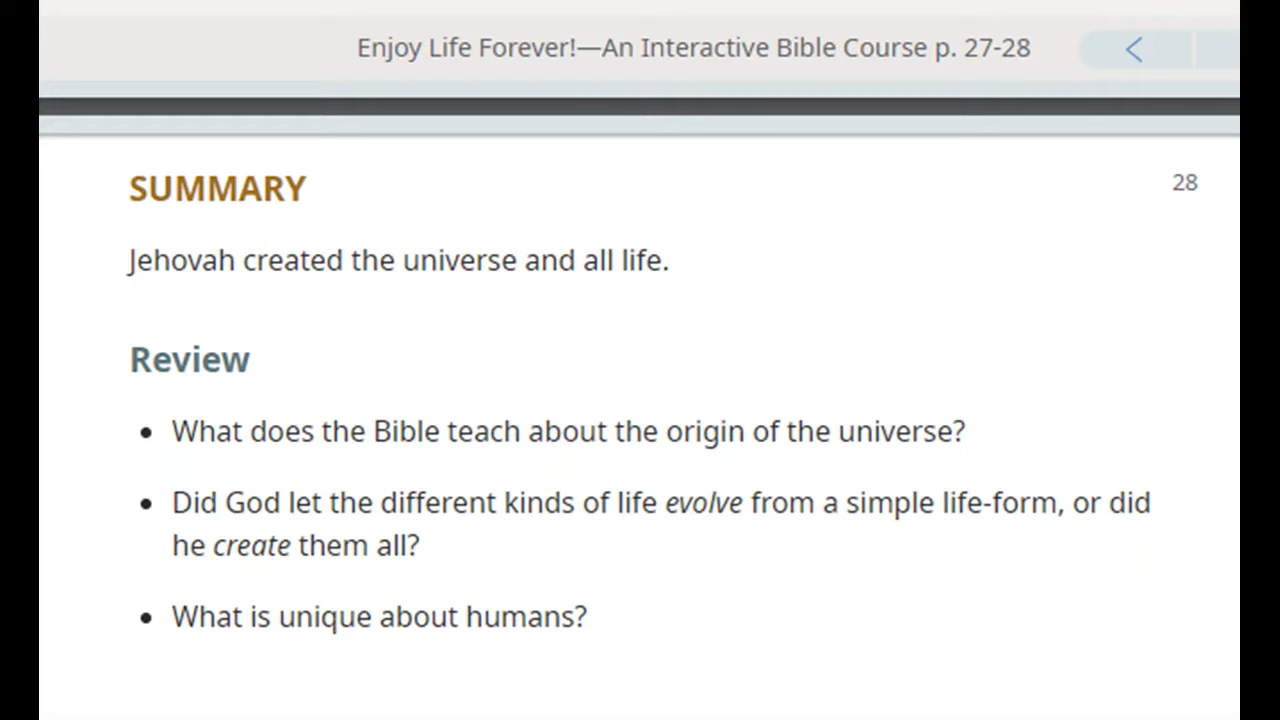 Enjoy Life Forever!—An Interactive Bible Course p. 27-28
SUMMARY
28
Jehovah created the universe and all life.
Review
• What does the Bible teach about the origin of the universe?
• Did God let the different kinds of life evolve from a simple life-form, or did
he create them all?
• What is unique about humans?